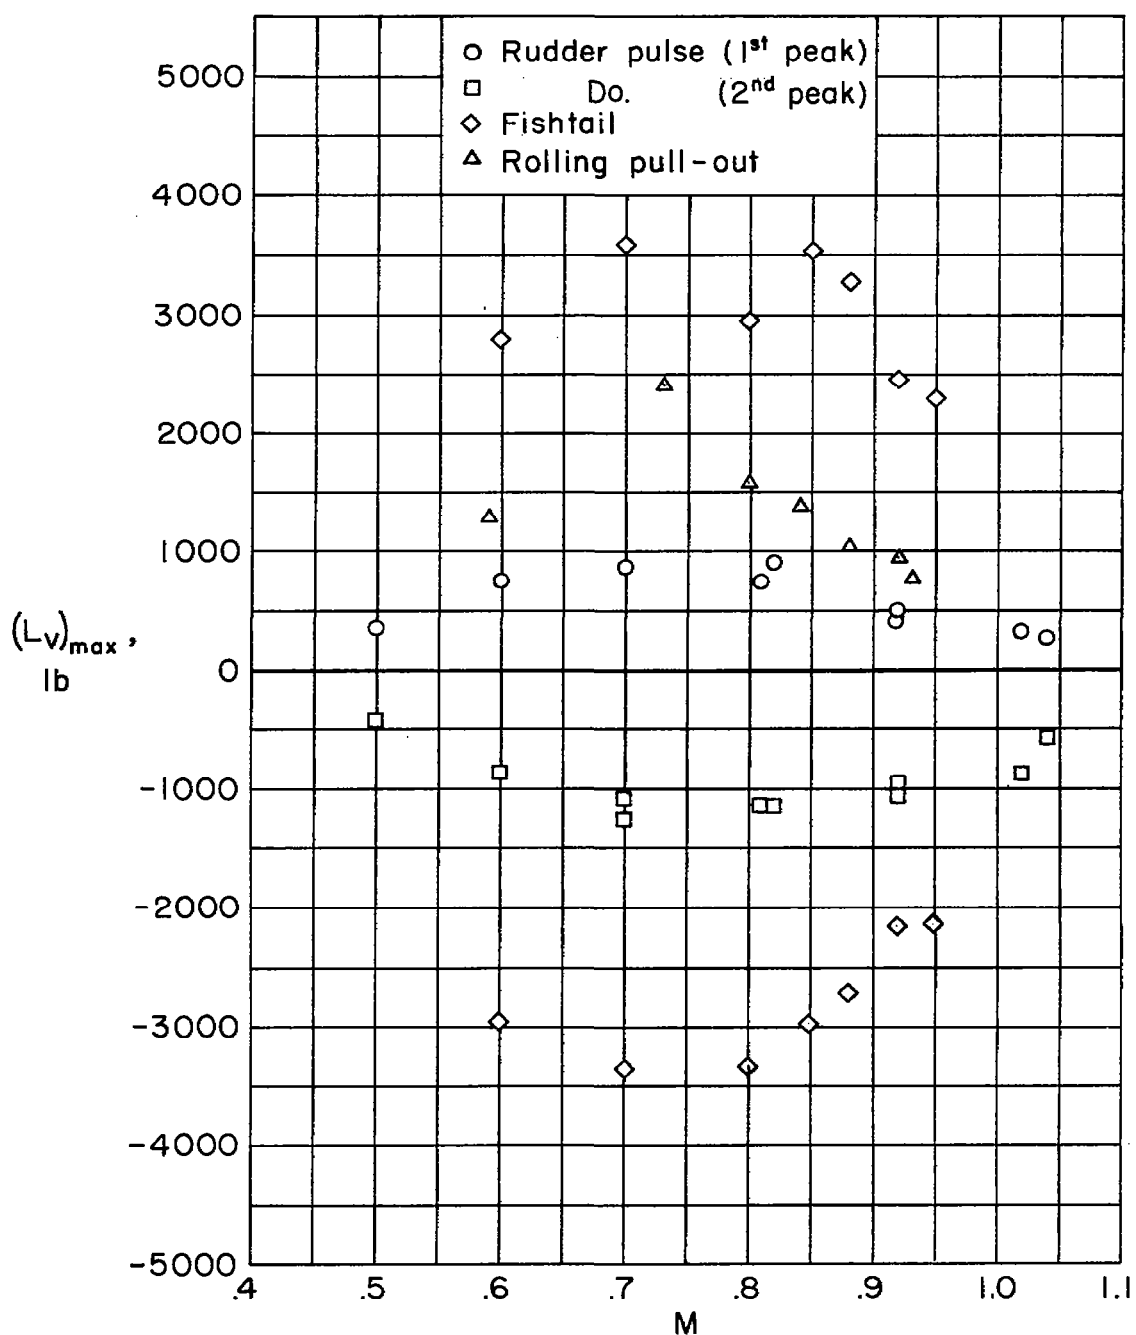 ○ Rudder pulse (1st peak)
□ Do. (2nd peak)
◇ Fishtail
△ Rolling pull-out
5000
4000
3000
2000
1000
0
-1000
-2000
-3000
-4000
-5000
(Lv)max,
lb
.4 .5 .6 .7 .8 .9 1.0 1.1
M